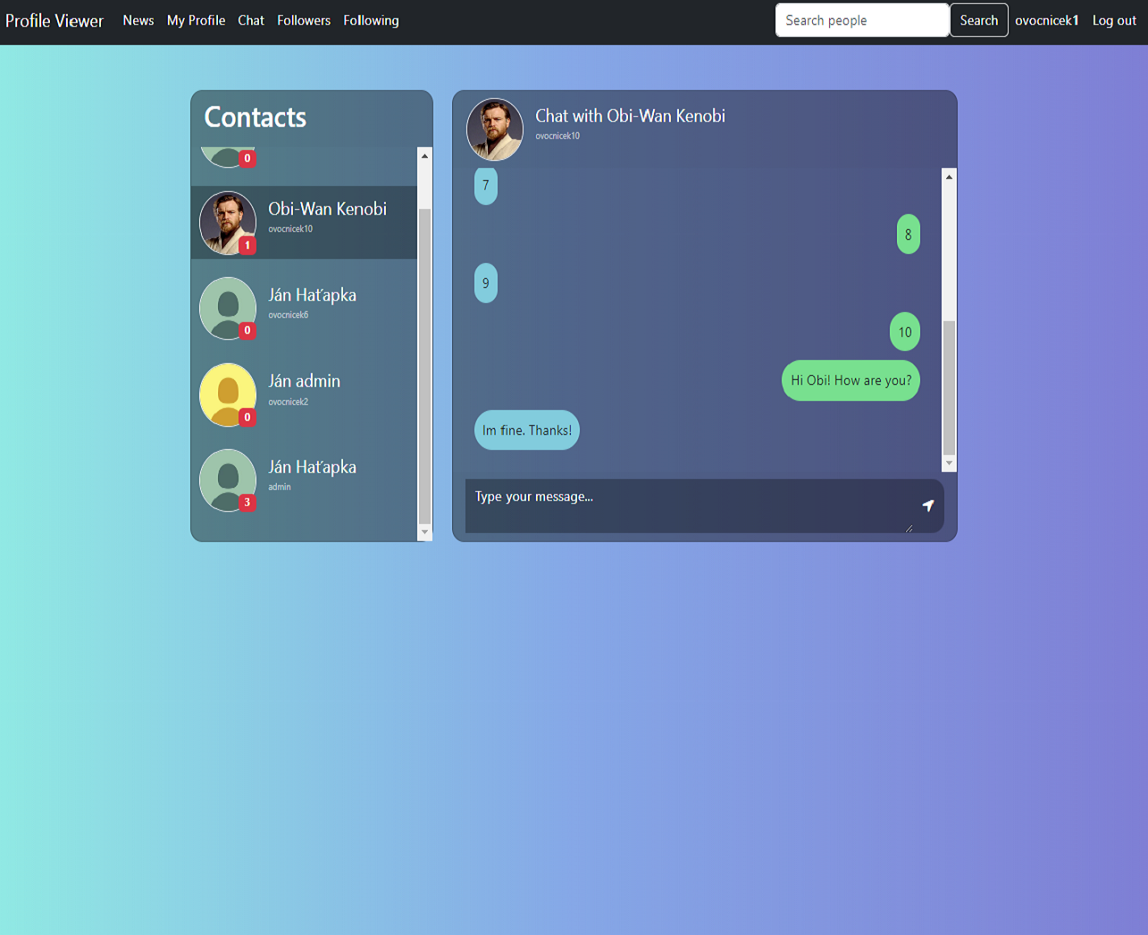 Profile Viewer News My Profile Chat Followers Following Search people Search ovocnicek1 Log out
Contacts
0
Obi-Wan Kenobi
ovocnicek10
1
Ján Haťapka
ovocnicek6
0
Ján admin
ovocnicek2
0
Ján Haťapka
admin
3
Chat with Obi-Wan Kenobi
ovocnicek10
7
8
9
10
Hi Obi! How are you?
Im fine. Thanks!
Type your message...